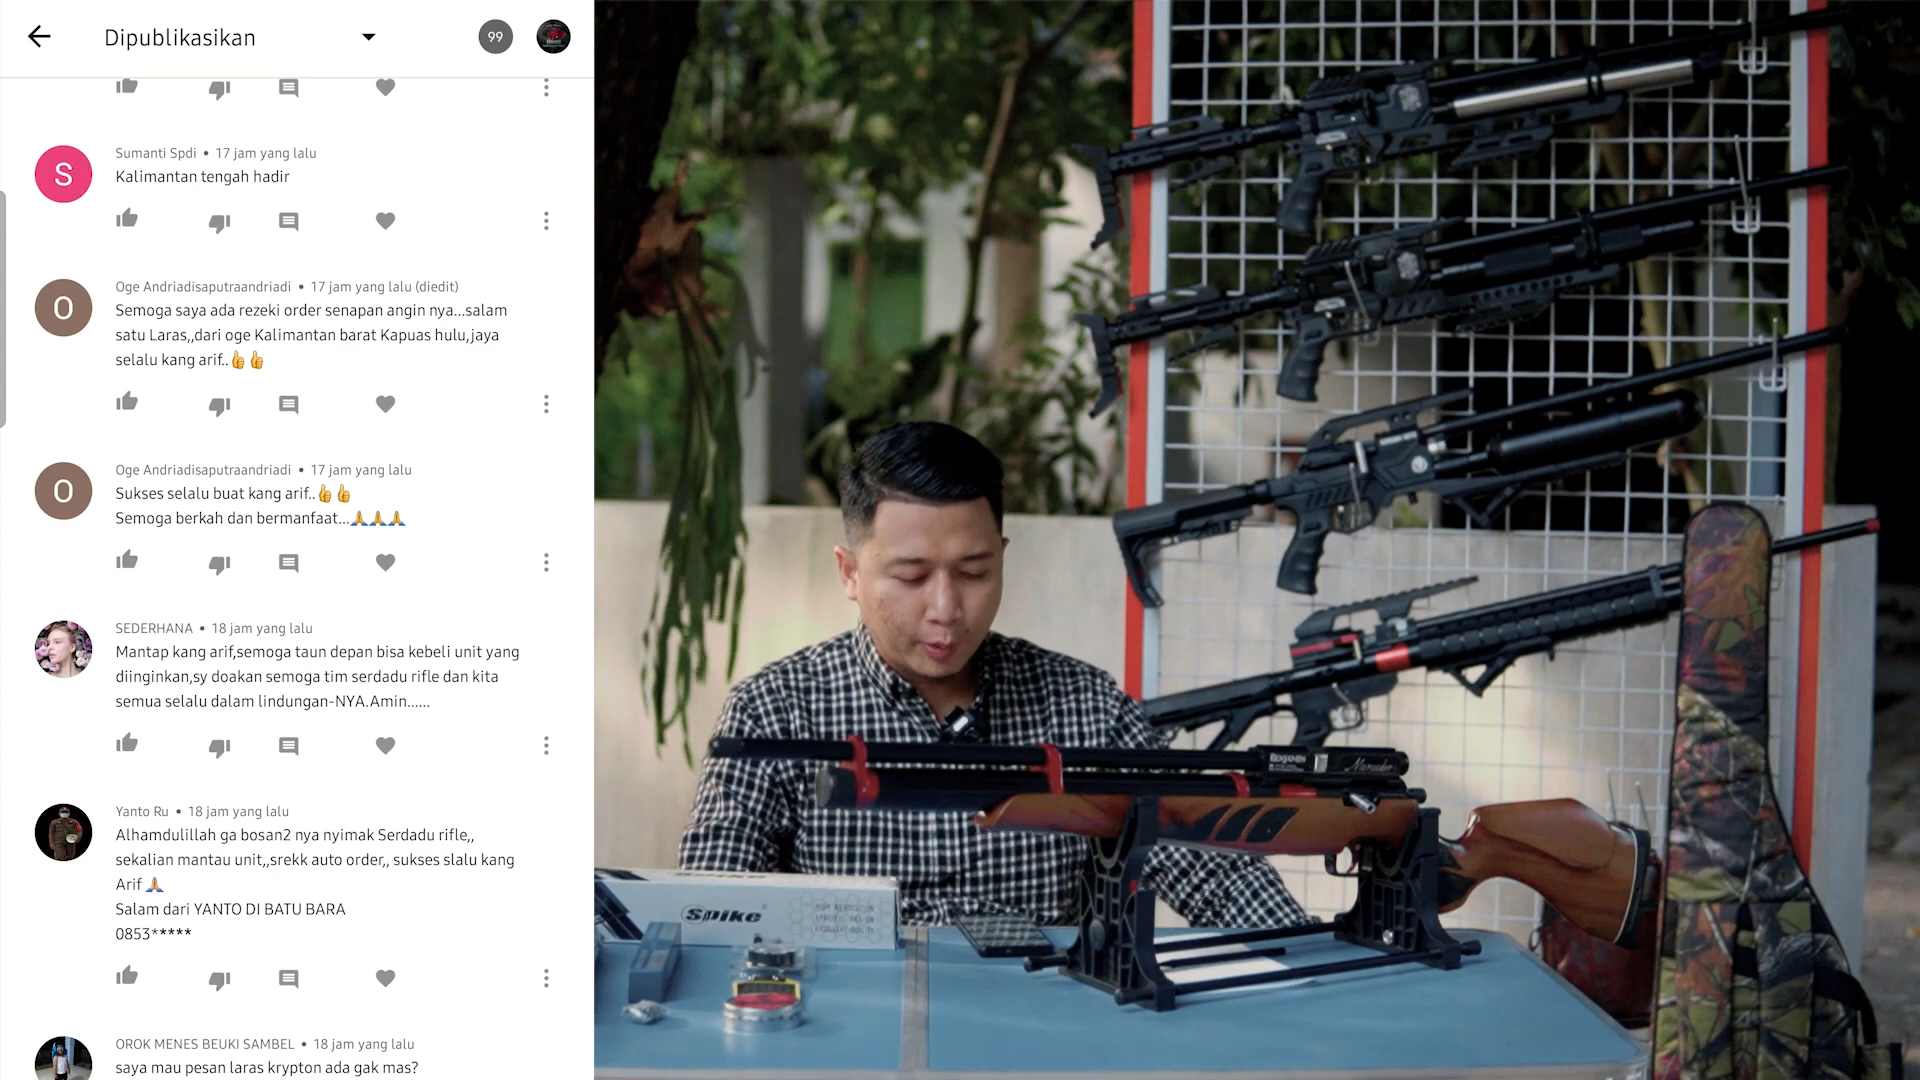 Dipublikasikan
99
S
Sumanti Spdi • 17 jam yang lalu
Kalimantan tengah hadir
O
Oge Andriadisaputraandriadi • 17 jam yang lalu (diedit)
Semoga saya ada rezeki order senapan angin nya...salam
satu Laras,,dari oge Kalimantan barat Kapuas hulu,jaya
selalu kang arif..👍👍
O
Oge Andriadisaputraandriadi • 17 jam yang lalu
Sukses selalu buat kang arif..👍👍
Semoga berkah dan bermanfaat...🙏🙏🙏
SEDERHANA • 18 jam yang lalu
Mantap kang arif,semoga taun depan bisa kebeli unit yang
diinginkan,sy doakan semoga tim serdadu rifle dan kita
semua selalu dalam lindungan-NYA.Amin......
Yanto Ru • 18 jam yang lalu
Alhamdulillah ga bosan2 nya nyimak Serdadu rifle,,
sekalian mantau unit,,srekk auto order,, sukses slalu kang
Arif 🙏
Salam dari YANTO DI BATU BARA
0853*****
OROK MENES BEUKI SAMBEL • 18 jam yang lalu
saya mau pesan laras krypton ada gak mas?
BENJAMIN
Marauder
Spike